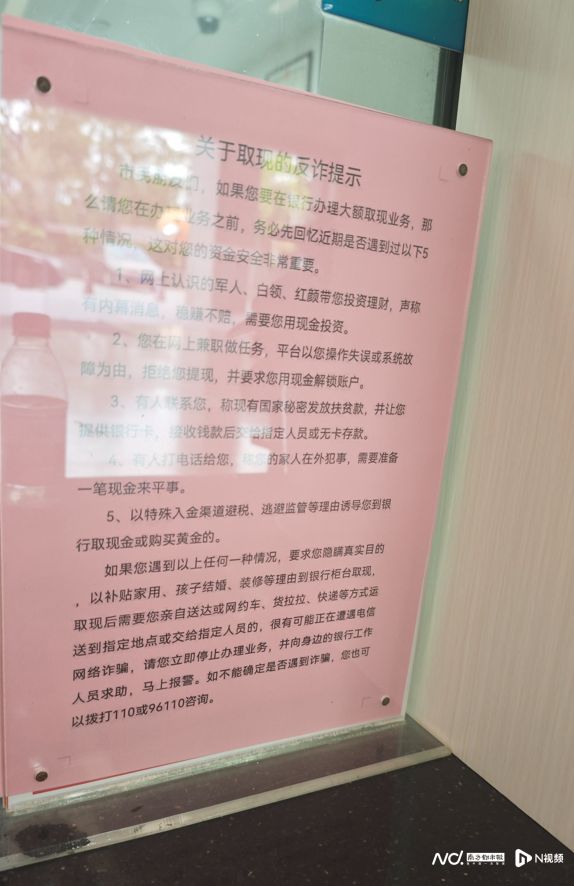 关于取现的反诈提示
市民朋友们，如果您要在银行办理大额取现业务，那
么请您在办理业务之前，务必先回忆近期是否遇到过以下5
种情况，这对您的资金安全非常重要。
1、网上认识的军人、白领、红颜带您投资理财，声称
有内幕消息，稳赚不赔，需要您用现金投资。
2、您在网上兼职做任务，平台以您操作失误或系统故
障为由，拒绝您提现，并要求您用现金解锁账户。
3、有人联系您，称现有国家秘密发放扶贫款，并让您
提供银行卡，接收钱款后交给指定人员或无卡存款。
4、有人打电话给您，称您的家人在外犯事，需要准备
一笔现金来平事。
5、以特殊入金渠道避税、逃避监管等理由诱导您到银
行取现金或购买黄金的。
如果您遇到以上任何一种情况，要求您隐瞒真实目的
，以补贴家用、孩子结婚、装修等理由到银行柜台取现，
取现后需要您亲自送达或网约车、货拉拉、快递等方式运
送到指定地点或交给指定人员的，很有可能正在遭遇电信
网络诈骗，请您立即停止办理业务，并向身边的银行工作
人员求助，马上报警。如不能确定是否遇到诈骗，您也可
以拨打110或96110咨询。
南方都市报
N视频